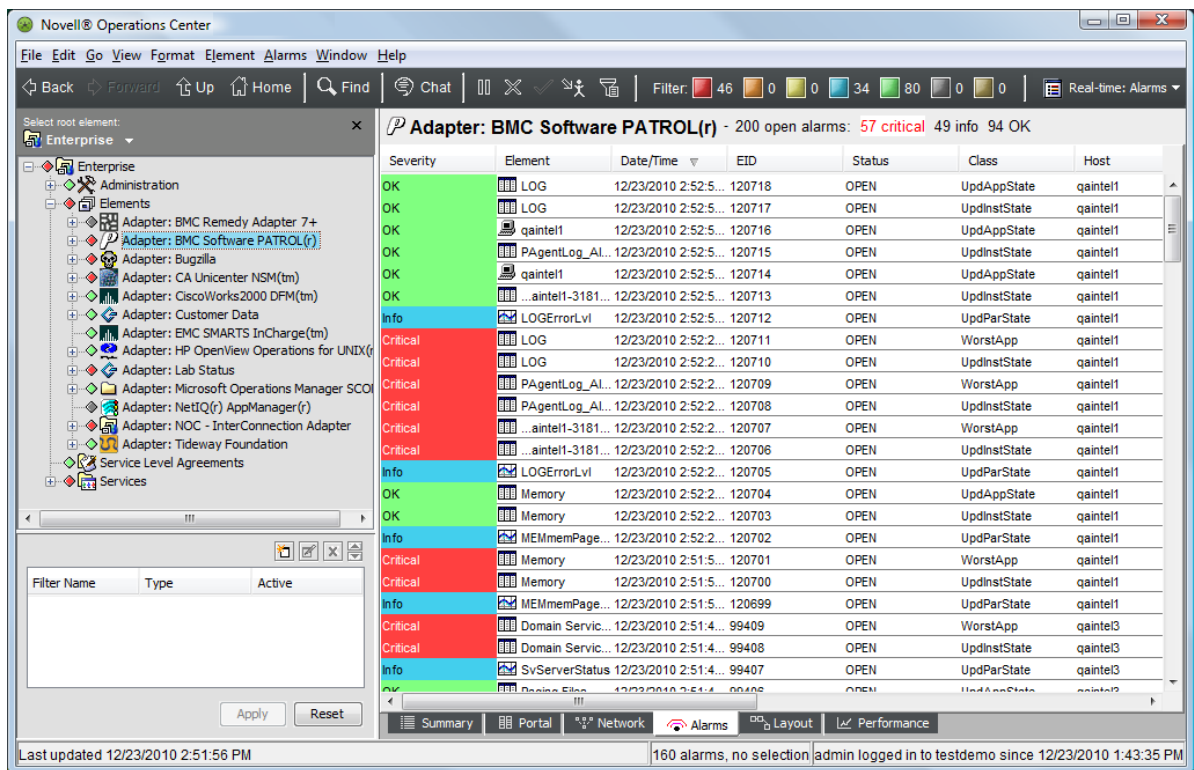 Novell® Operations Center
File Edit Go View Format Element Alarms Window Help
Back Forward Up Home Find Chat Filter: 46 0 0 34 80 0 0 Real-time: Alarms
Select root element:
Enterprise
Enterprise
Administration
Elements
Adapter: BMC Remedy Adapter 7+
Adapter: BMC Software PATROL(r)
Adapter: Bugzilla
Adapter: CA Unicenter NSM(tm)
Adapter: CiscoWorks2000 DFM(tm)
Adapter: Customer Data
Adapter: EMC SMARTS InCharge(tm)
Adapter: HP OpenView Operations for UNIX(r
Adapter: Lab Status
Adapter: Microsoft Operations Manager SCOM
Adapter: NetIQ(r) AppManager(r)
Adapter: NOC - InterConnection Adapter
Adapter: Tideway Foundation
Service Level Agreements
Services
Filter Name Type Active
Apply Reset
Adapter: BMC Software PATROL(r) - 200 open alarms: 57 critical 49 info 94 OK
Severity Element Date/Time EID Status Class Host
OK LOG 12/23/2010 2:52:5... 120718 OPEN UpdAppState qaintel1
OK LOG 12/23/2010 2:52:5... 120717 OPEN UpdInstState qaintel1
OK qaintel1 12/23/2010 2:52:5... 120716 OPEN UpdAppState qaintel1
OK PAgentLog_Al... 12/23/2010 2:52:5... 120715 OPEN UpdInstState qaintel1
OK qaintel1 12/23/2010 2:52:5... 120714 OPEN UpdAppState qaintel1
OK ...aintel1-3181... 12/23/2010 2:52:5... 120713 OPEN UpdInstState qaintel1
Info LOGErrorLvl 12/23/2010 2:52:5... 120712 OPEN UpdParState qaintel1
Critical LOG 12/23/2010 2:52:2... 120711 OPEN WorstApp qaintel1
Critical LOG 12/23/2010 2:52:2... 120710 OPEN UpdInstState qaintel1
Critical PAgentLog_Al... 12/23/2010 2:52:2... 120709 OPEN WorstApp qaintel1
Critical PAgentLog_Al... 12/23/2010 2:52:2... 120708 OPEN UpdInstState qaintel1
Critical ...aintel1-3181... 12/23/2010 2:52:2... 120707 OPEN WorstApp qaintel1
Critical ...aintel1-3181... 12/23/2010 2:52:2... 120706 OPEN UpdInstState qaintel1
Info LOGErrorLvl 12/23/2010 2:52:2... 120705 OPEN UpdParState qaintel1
OK Memory 12/23/2010 2:52:2... 120704 OPEN UpdAppState qaintel1
OK Memory 12/23/2010 2:52:2... 120703 OPEN UpdInstState qaintel1
Info MEMmemPage... 12/23/2010 2:52:2... 120702 OPEN UpdParState qaintel1
Critical Memory 12/23/2010 2:51:5... 120701 OPEN WorstApp qaintel1
Critical Memory 12/23/2010 2:51:5... 120700 OPEN UpdInstState qaintel1
Info MEMmemPage... 12/23/2010 2:51:5... 120699 OPEN UpdParState qaintel1
Critical Domain Servic... 12/23/2010 2:51:4... 99409 OPEN WorstApp qaintel3
Critical Domain Servic... 12/23/2010 2:51:4... 99408 OPEN UpdInstState qaintel3
Info SvServerStatus 12/23/2010 2:51:4... 99407 OPEN UpdParState qaintel3
OK Paging Files 12/23/2010 2:51:4... 99406 OPEN UpdAppState qaintel3
Summary Portal Network Alarms Layout Performance
Last updated 12/23/2010 2:51:56 PM 160 alarms, no selection admin logged in to testdemo since 12/23/2010 1:43:35 PM